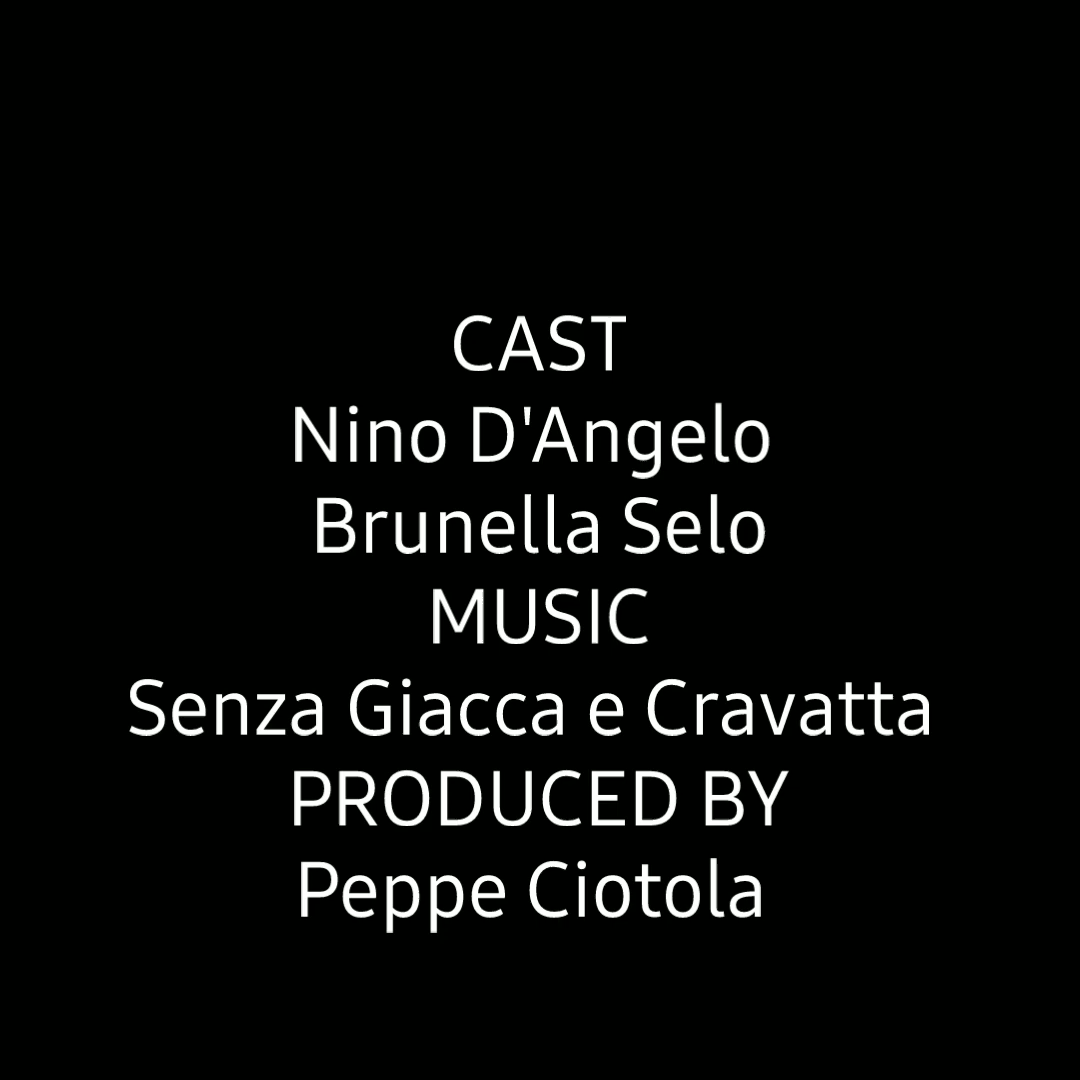 CAST
Nino D'Angelo
Brunella Selo
MUSIC
Senza Giacca e Cravatta
PRODUCED BY
Peppe Ciotola